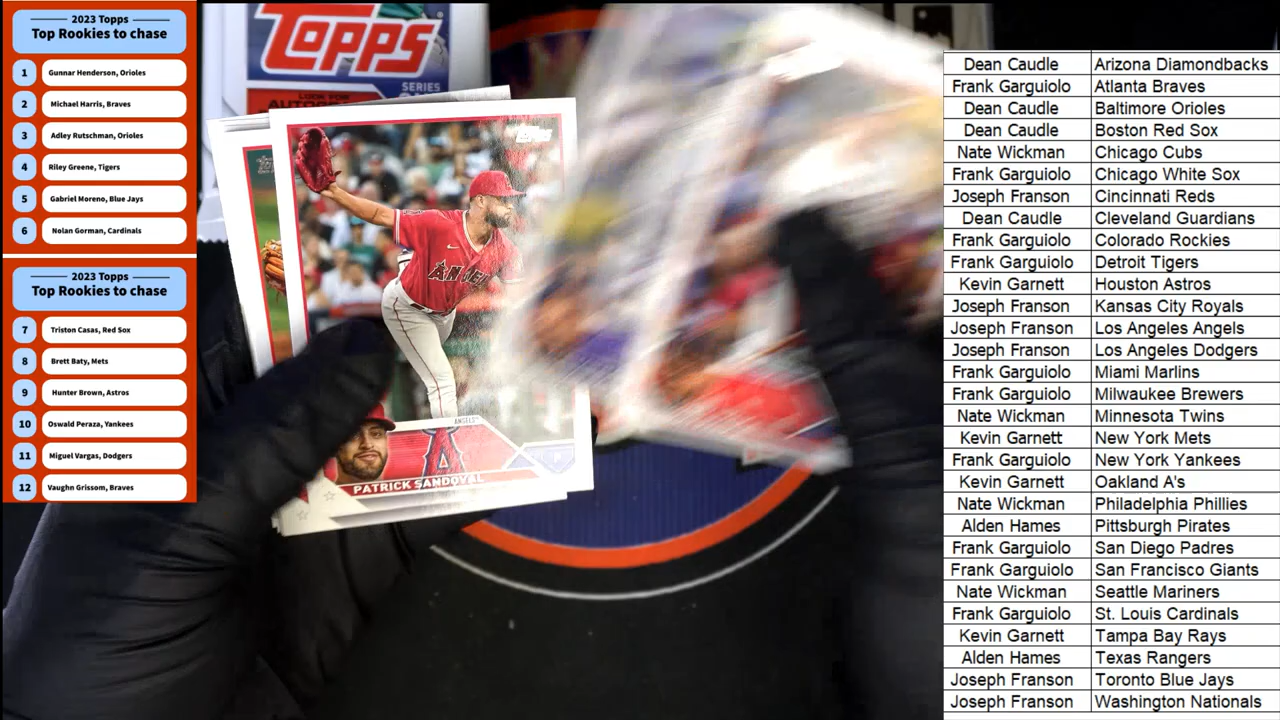 2023 Topps
Top Rookies to chase
1 Gunnar Henderson, Orioles
2 Michael Harris, Braves
3 Adley Rutschman, Orioles
4 Riley Greene, Tigers
5 Gabriel Moreno, Blue Jays
6 Nolan Gorman, Cardinals
2023 Topps
Top Rookies to chase
7 Triston Casas, Red Sox
8 Brett Baty, Mets
9 Hunter Brown, Astros
10 Oswald Peraza, Yankees
11 Miguel Vargas, Dodgers
12 Vaughn Grissom, Braves
TOPPS
SERIES
LOOK FOR
Topps
ANGELS
ANGELS
PATRICK SANDOVAL
Dean Caudle Arizona Diamondbacks
Frank Garguiolo Atlanta Braves
Dean Caudle Baltimore Orioles
Dean Caudle Boston Red Sox
Nate Wickman Chicago Cubs
Frank Garguiolo Chicago White Sox
Joseph Franson Cincinnati Reds
Dean Caudle Cleveland Guardians
Frank Garguiolo Colorado Rockies
Frank Garguiolo Detroit Tigers
Kevin Garnett Houston Astros
Joseph Franson Kansas City Royals
Joseph Franson Los Angeles Angels
Joseph Franson Los Angeles Dodgers
Frank Garguiolo Miami Marlins
Frank Garguiolo Milwaukee Brewers
Nate Wickman Minnesota Twins
Kevin Garnett New York Mets
Frank Garguiolo New York Yankees
Kevin Garnett Oakland A's
Nate Wickman Philadelphia Phillies
Alden Hames Pittsburgh Pirates
Frank Garguiolo San Diego Padres
Frank Garguiolo San Francisco Giants
Nate Wickman Seattle Mariners
Frank Garguiolo St. Louis Cardinals
Kevin Garnett Tampa Bay Rays
Alden Hames Texas Rangers
Joseph Franson Toronto Blue Jays
Joseph Franson Washington Nationals